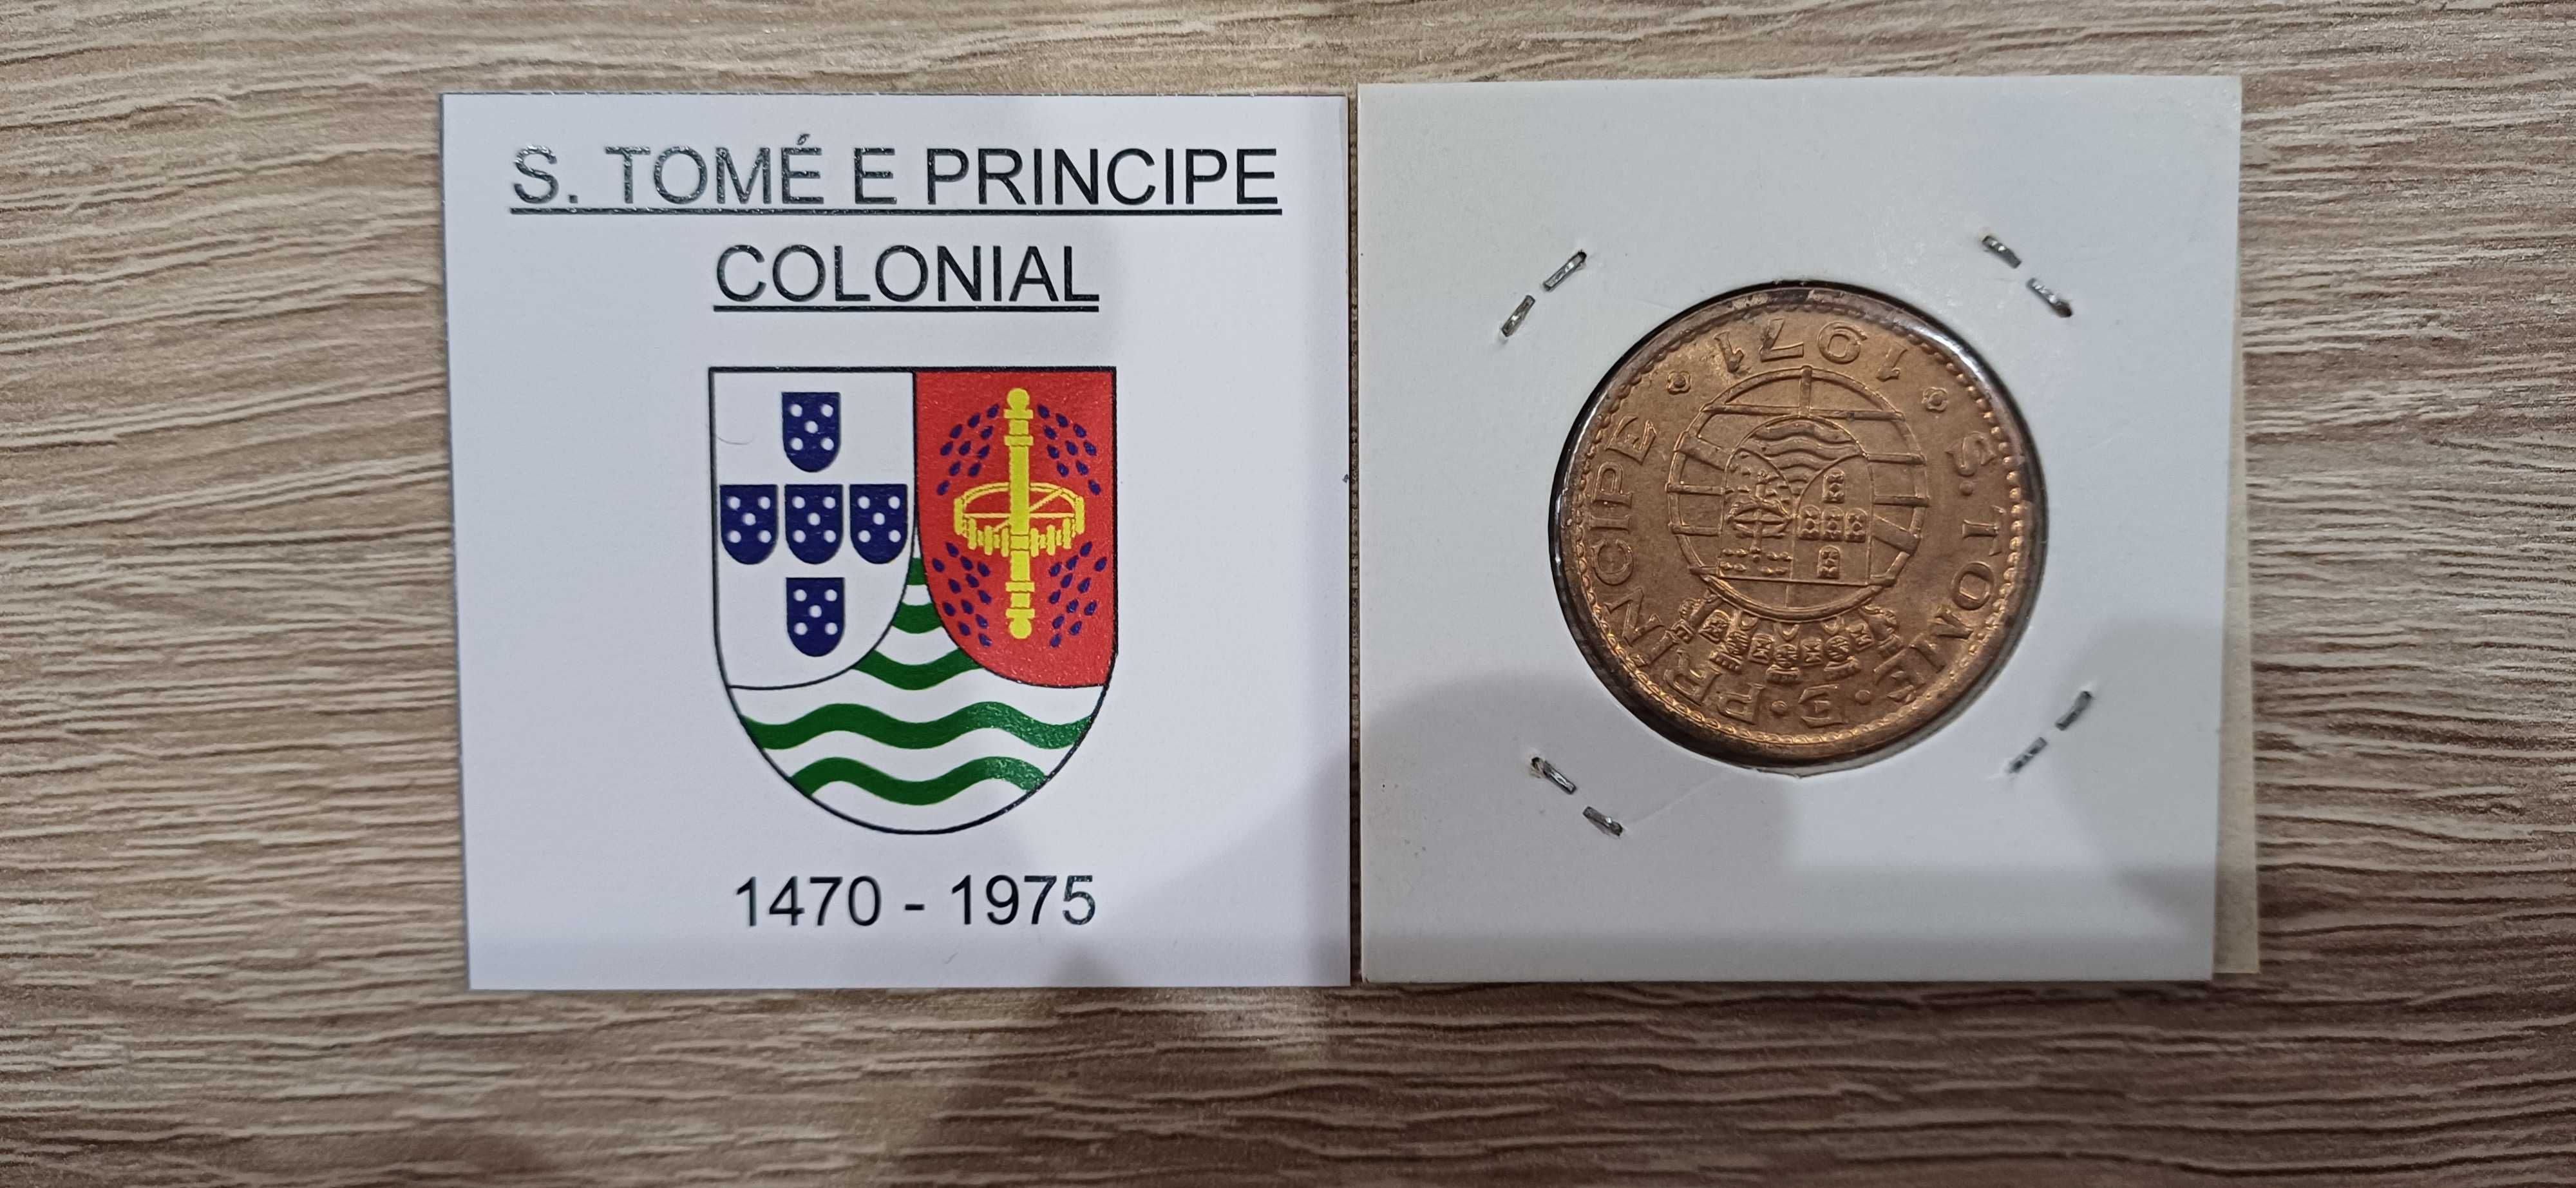 S. TOMÉ E PRINCIPE
COLONIAL
1470 - 1975
S. TOMÉ · E · PRINCIPE
1971